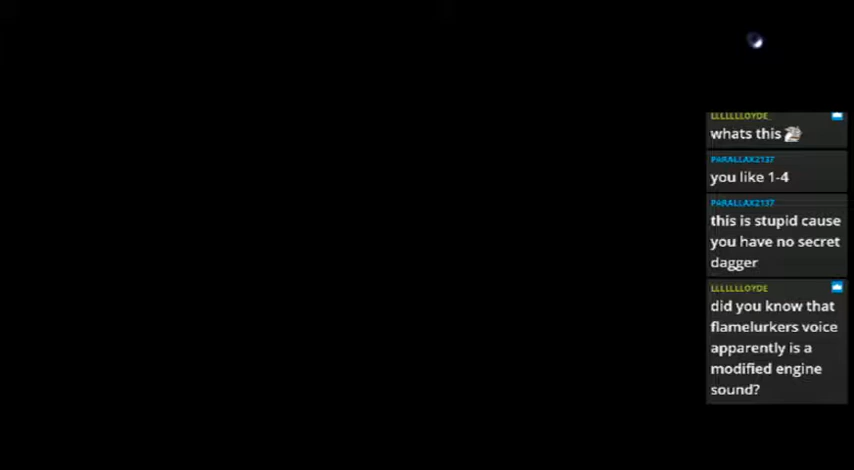 LLLLLLLOYDE_
whats this
PARALLAX2137
you like 1-4
PARALLAX2137
this is stupid cause
you have no secret
dagger
LLLLLLLOYDE
did you know that
flamelurkers voice
apparently is a
modified engine
sound?